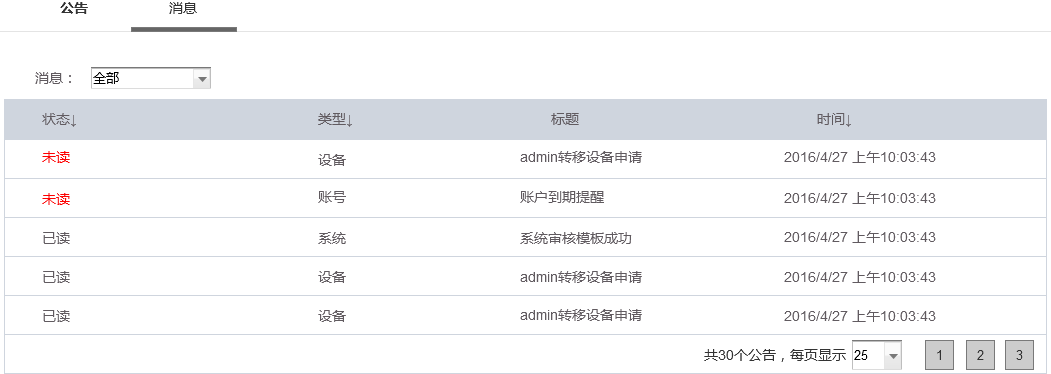 公告 消息
消息： 全部
状态↓ 类型↓ 标题 时间↓
未读 设备 admin转移设备申请 2016/4/27 上午10:03:43
未读 账号 账户到期提醒 2016/4/27 上午10:03:43
已读 系统 系统审核模板成功 2016/4/27 上午10:03:43
已读 设备 admin转移设备申请 2016/4/27 上午10:03:43
已读 设备 admin转移设备申请 2016/4/27 上午10:03:43
共30个公告，每页显示 25 1 2 3